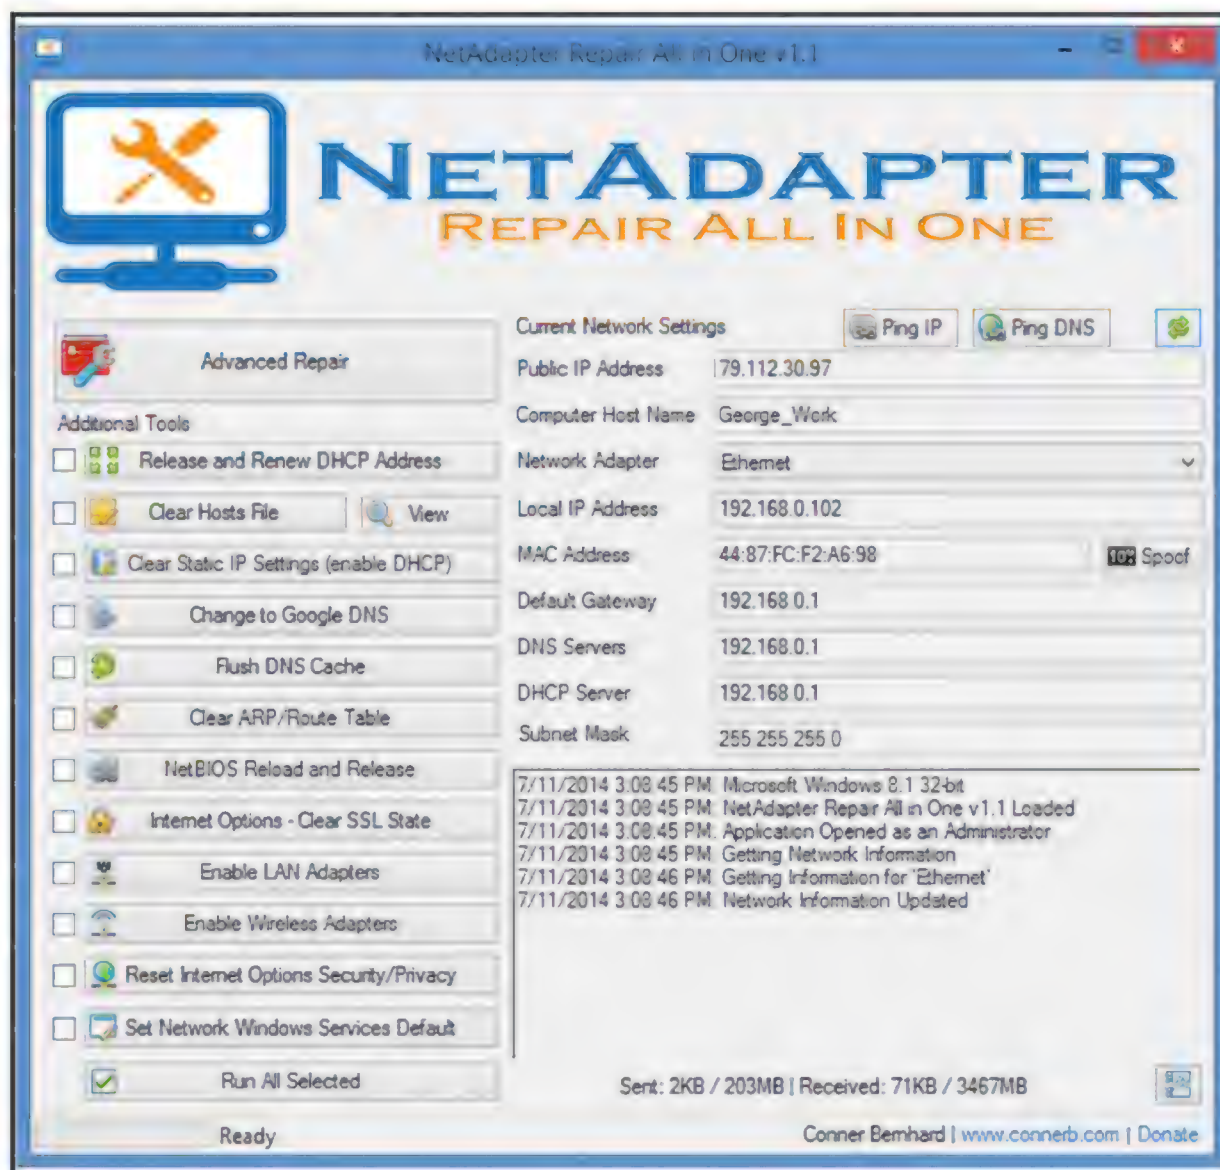 NetAdapter Repair All in One v1.1
NETADAPTER
REPAIR ALL IN ONE
Advanced Repair
Additional Tools
Release and Renew DHCP Address
Clear Hosts File View
Clear Static IP Settings (enable DHCP)
Change to Google DNS
Flush DNS Cache
Clear ARP/Route Table
NetBIOS Reload and Release
Internet Options - Clear SSL State
Enable LAN Adapters
Enable Wireless Adapters
Reset Internet Options Security/Privacy
Set Network Windows Services Default
Run All Selected
Ready
Current Network Settings Ping IP Ping DNS
Public IP Address 79.112.30.97
Computer Host Name George_Work
Network Adapter Ethernet
Local IP Address 192.168.0.102
MAC Address 44:87:FC:F2:A6:98 Spoof
Default Gateway 192.168.0.1
DNS Servers 192.168.0.1
DHCP Server 192.168.0.1
Subnet Mask 255.255.255.0
7/11/2014 3:08:45 PM: Microsoft Windows 8.1 32-bit
7/11/2014 3:08:45 PM: NetAdapter Repair All in One v1.1 Loaded
7/11/2014 3:08:45 PM: Application Opened as an Administrator
7/11/2014 3:08:45 PM: Getting Network Information
7/11/2014 3:08:46 PM: Getting Information for 'Ethernet'
7/11/2014 3:08:46 PM: Network Information Updated
Sent: 2KB / 203MB | Received: 71KB / 3467MB
Conner Bernhard | www.connerb.com | Donate